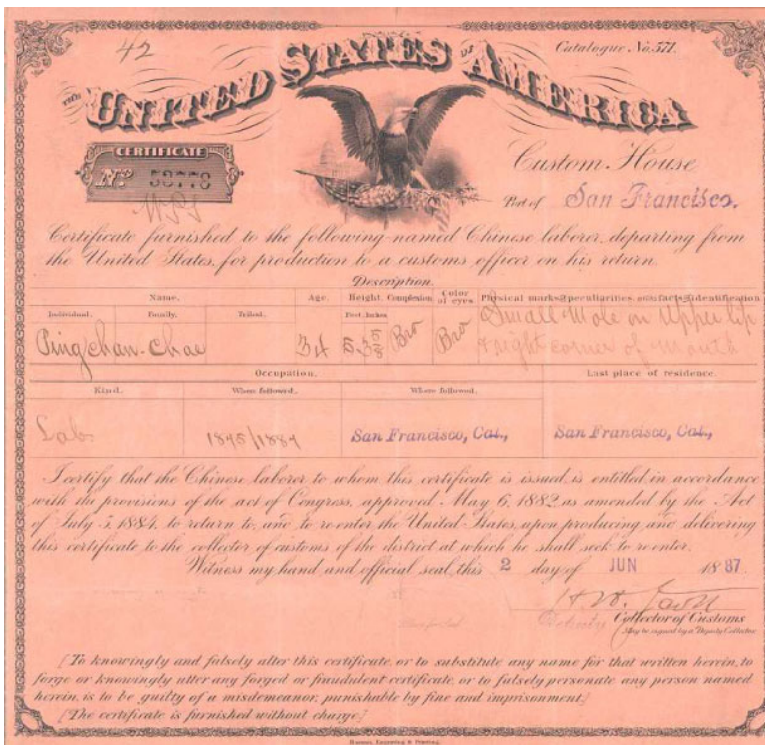 42
Catalogue No. 571.
THE UNITED STATES OF AMERICA
CERTIFICATE
No. 58778
Custom House
Port of San Francisco.
Certificate furnished to the following-named Chinese laborer, departing from
the United States, for production to a customs officer on his return.
Description.
Name. Age. Height. Complexion. Color of eyes. Physical marks or peculiarities or facts of identification
Individual. Family. Tribal. Feet. Inches
Ping chan-Chae 34 5 Bro Bro Small Mole on Upper lip
right corner of Mouth
Occupation. Last place of residence.
Kind. When followed. Where followed.
Lab. San Francisco, Cal., San Francisco, Cal.,
I certify that the Chinese laborer to whom this certificate is issued, is entitled, in accordance
with the provisions of the act of Congress, approved May 6, 1882, as amended by the Act
of July 5, 1884, to return to, and to re-enter the United States, upon producing and delivering
this certificate to the collector of customs of the district at which he shall seek to re-enter.
Witness my hand and official seal, this 2 day of JUN 1887.
Collector of Customs
May be signed by a Deputy Collector
[To knowingly and falsely alter this certificate, or to substitute any name for that written herein, to
forge or knowingly utter any forged or fraudulent certificate, or to falsely personate any person named
herein, is to be guilty of a misdemeanor, punishable by fine and imprisonment.]
[The certificate is furnished without charge.]
Bureau, Engraving & Printing.